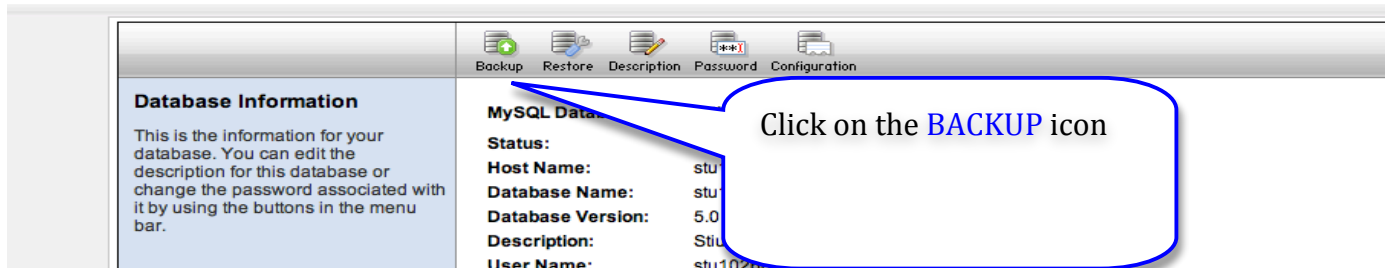 Backup Restore Description Password Configuration
Database Information
This is the information for your
database. You can edit the
description for this database or
change the password associated with
it by using the buttons in the menu
bar.
MySQL
Status:
Host Name:
Database Name:
Database Version: 5.0
Description:
User Name:
Click on the BACKUP icon